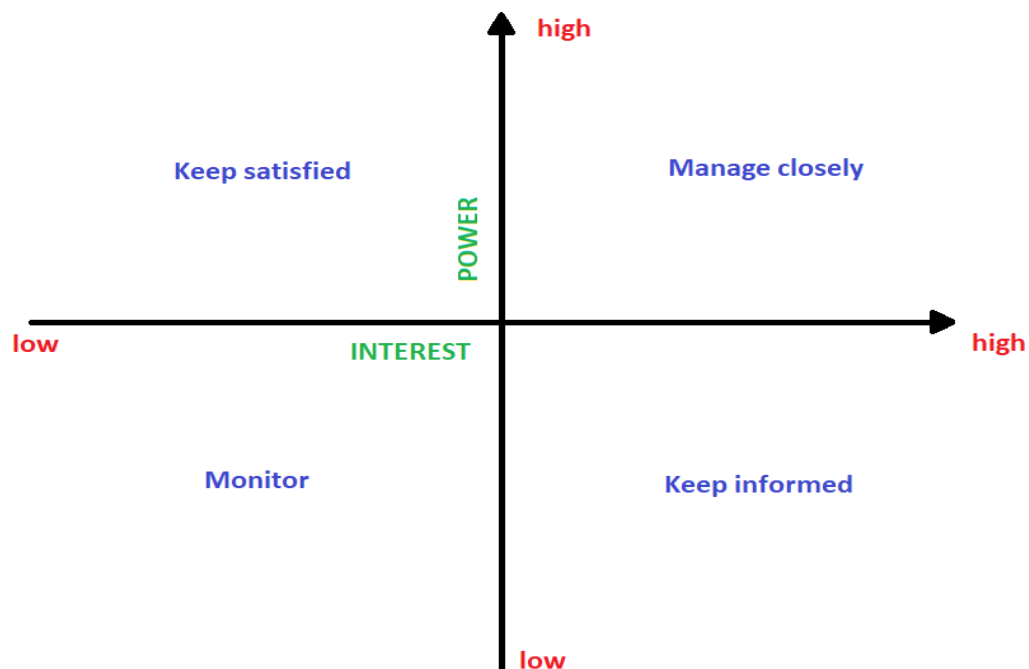 high
Keep satisfied
Manage closely
POWER
low
INTEREST
high
Monitor
Keep informed
low